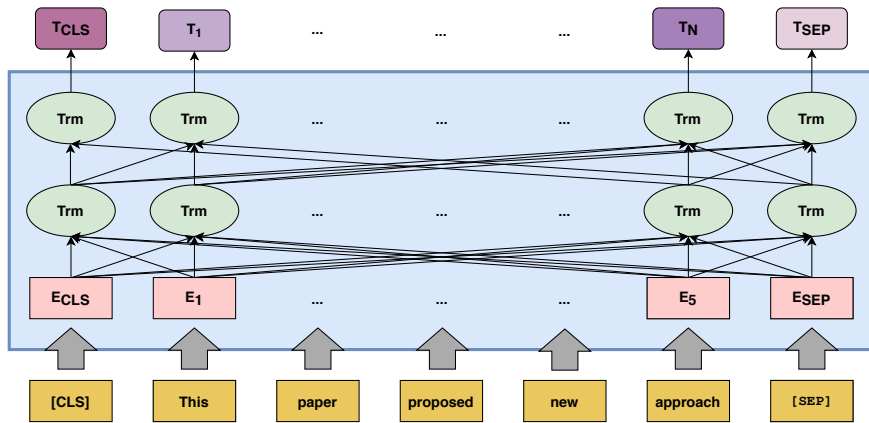 TCLS T1 ... ... ... TN TSEP
Trm Trm ... ... ... Trm Trm
Trm Trm ... ... ... Trm Trm
ECLS E1 ... ... ... E5 ESEP
[CLS] This paper proposed new approach [SEP]